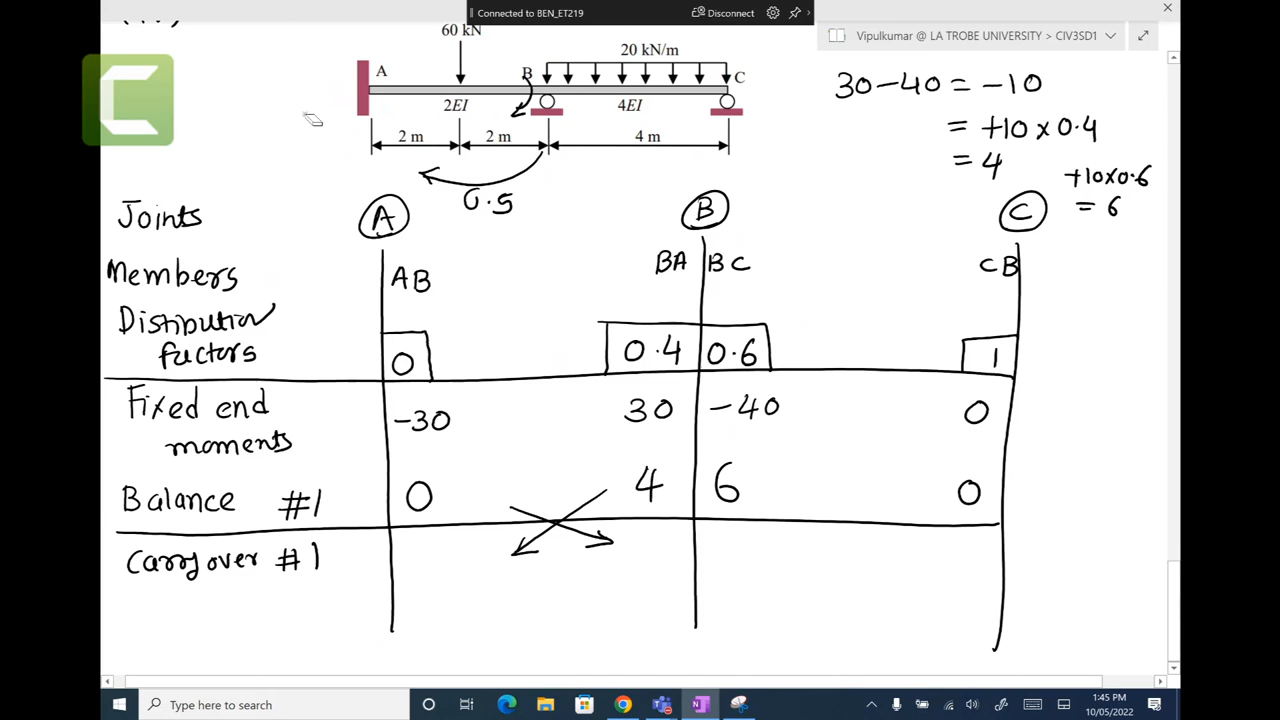 Connected to BEN_ET219
Disconnect
Vipulkumar @ LA TROBE UNIVERSITY > CIV3SD1
60 kN
20 kN/m
A
B
C
2EI
4EI
2 m
2 m
4 m
0.5
30-40 = -10
= +10 x 0.4
= 4
+10x0.6
= 6
Joints
A
B
C
Members
AB
BA
BC
CB
Distibution
factors
0
0.4
0.6
1
Fixed end
moments
-30
30
-40
0
Balance #1
0
4
6
0
Carryover #1
Type here to search
1:45 PM
10/05/2022